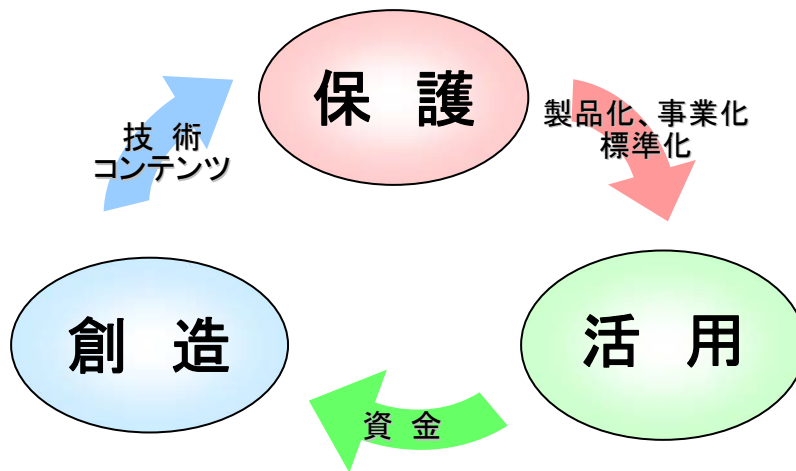 保 護
技 術
コンテンツ
製品化、事業化
標準化
創 造
活 用
資 金